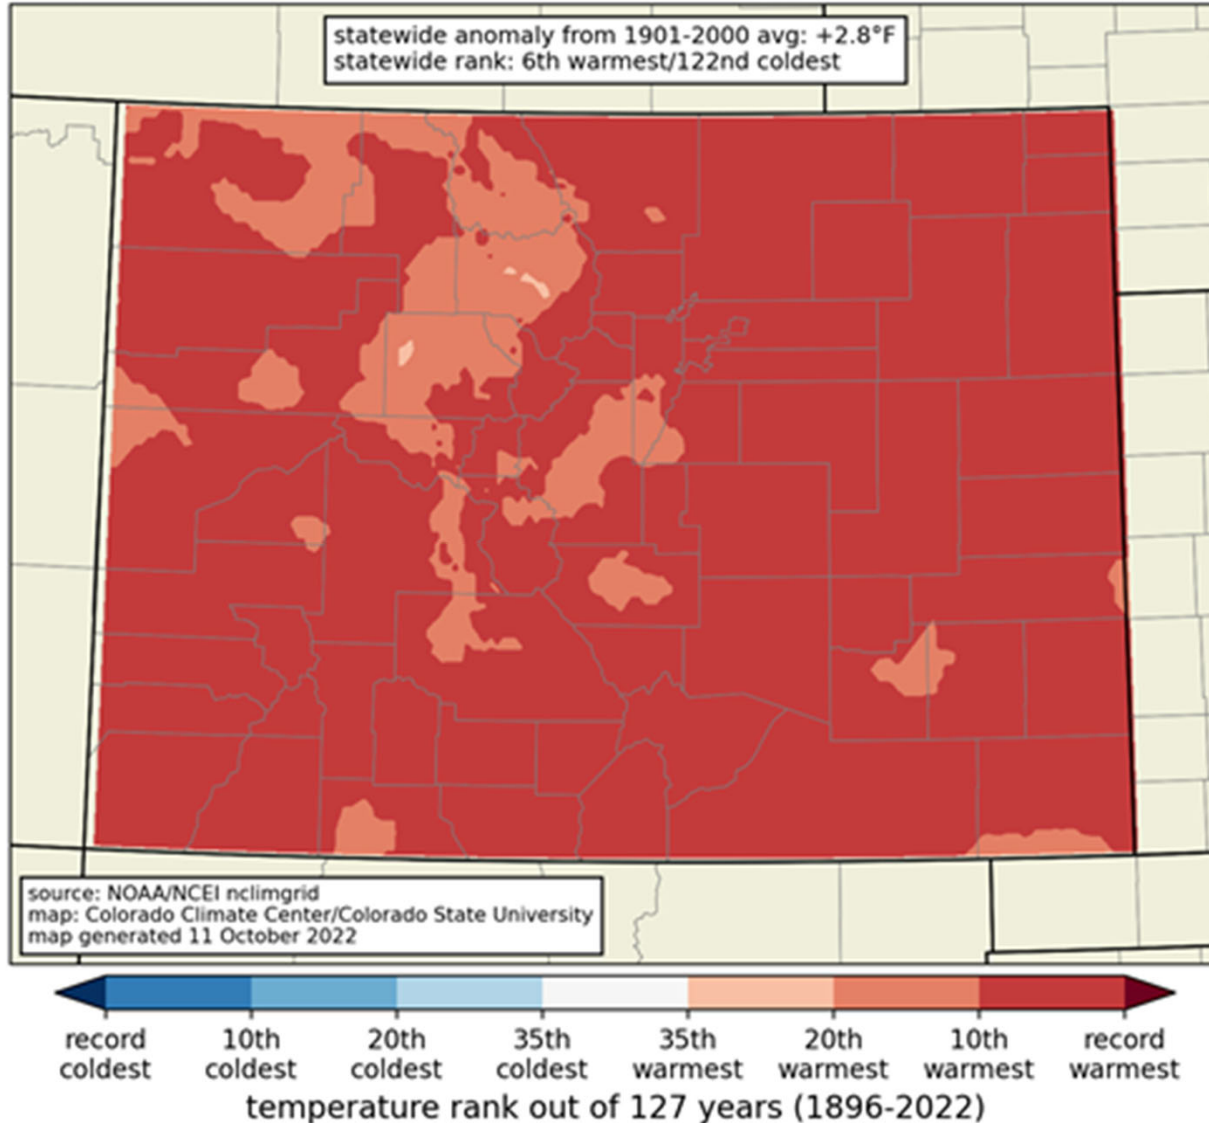 statewide anomaly from 1901-2000 avg: +2.8°F
statewide rank: 6th warmest/122nd coldest
source: NOAA/NCEI nclimgrid
map: Colorado Climate Center/Colorado State University
map generated 11 October 2022
record 10th 20th 35th 35th 20th 10th record
coldest coldest coldest coldest warmest warmest warmest warmest
temperature rank out of 127 years (1896-2022)